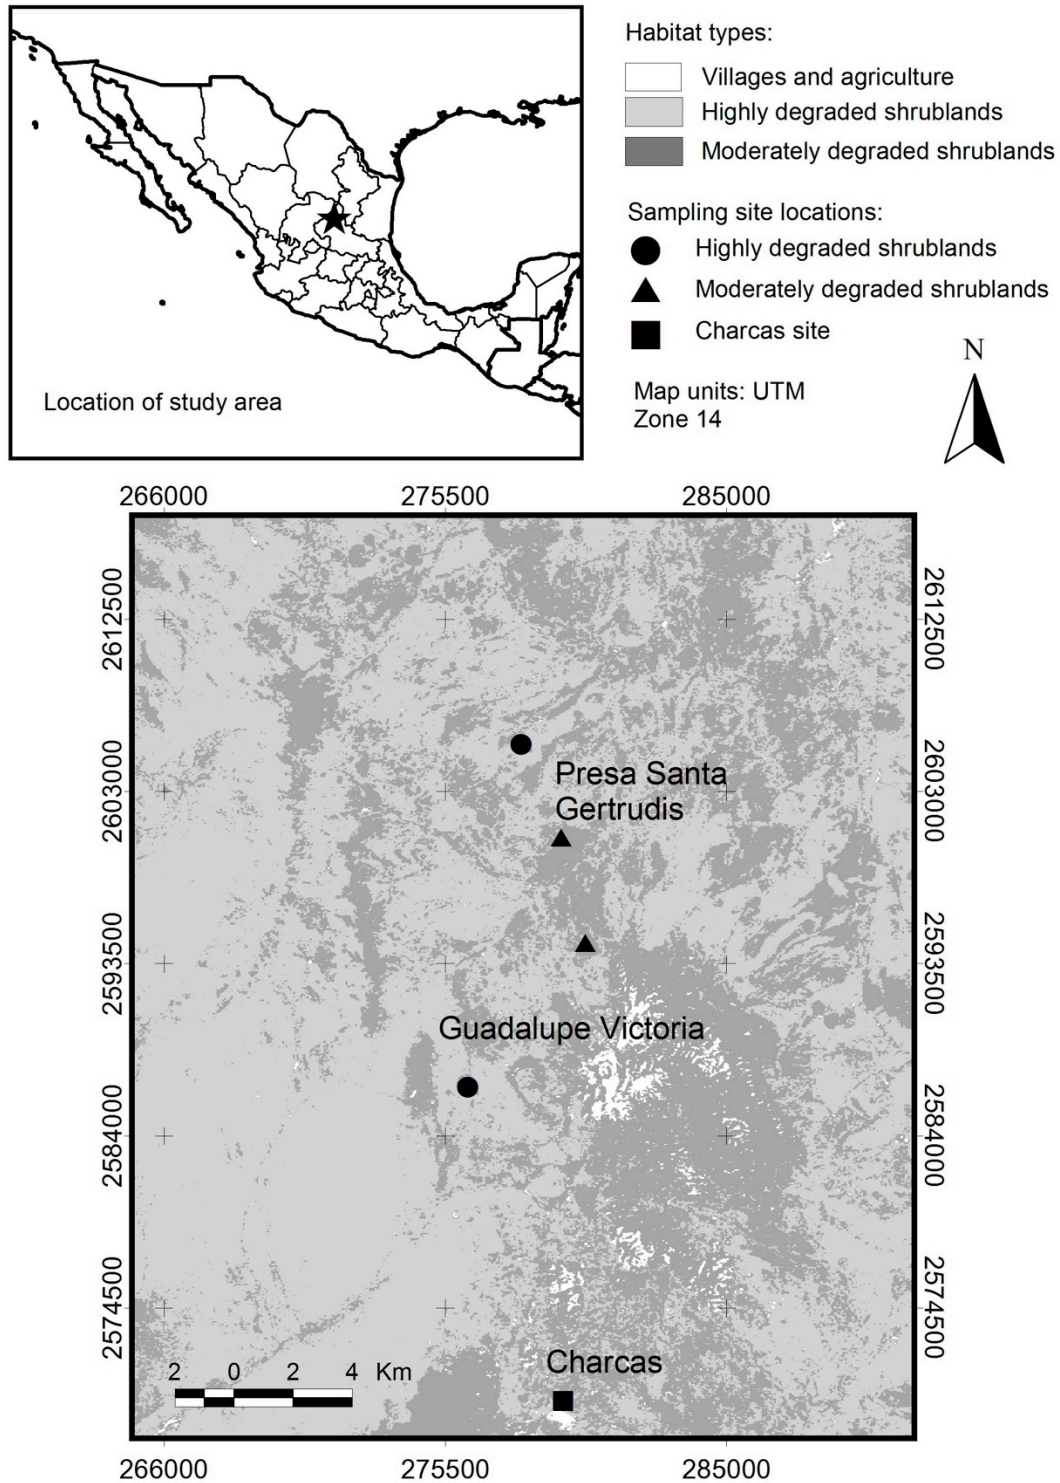 Location of study area
Habitat types:
Villages and agriculture
Highly degraded shrublands
Moderately degraded shrublands
Sampling site locations:
Highly degraded shrublands
Moderately degraded shrublands
Charcas site
Map units: UTM
Zone 14
N
266000 275500 285000
2612500 2612500
2603000 2603000
2593500 2593500
2584000 2584000
2574500 2574500
Presa Santa
Gertrudis
Guadalupe Victoria
Charcas
2 0 2 4 Km
266000 275500 285000